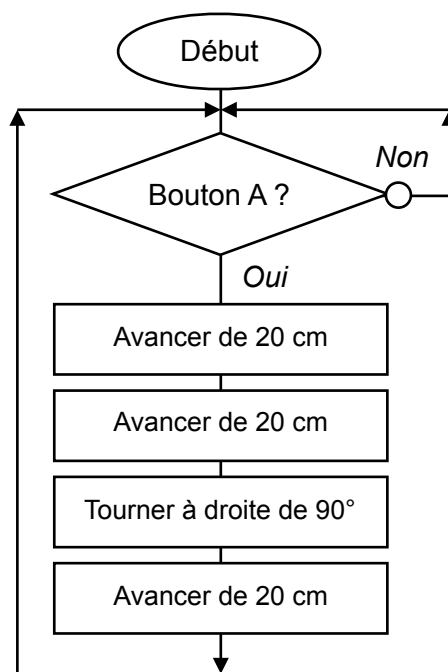 Début
Non
Bouton A ?
Oui
Avancer de 20 cm
Avancer de 20 cm
Tourner à droite de 90°
Avancer de 20 cm